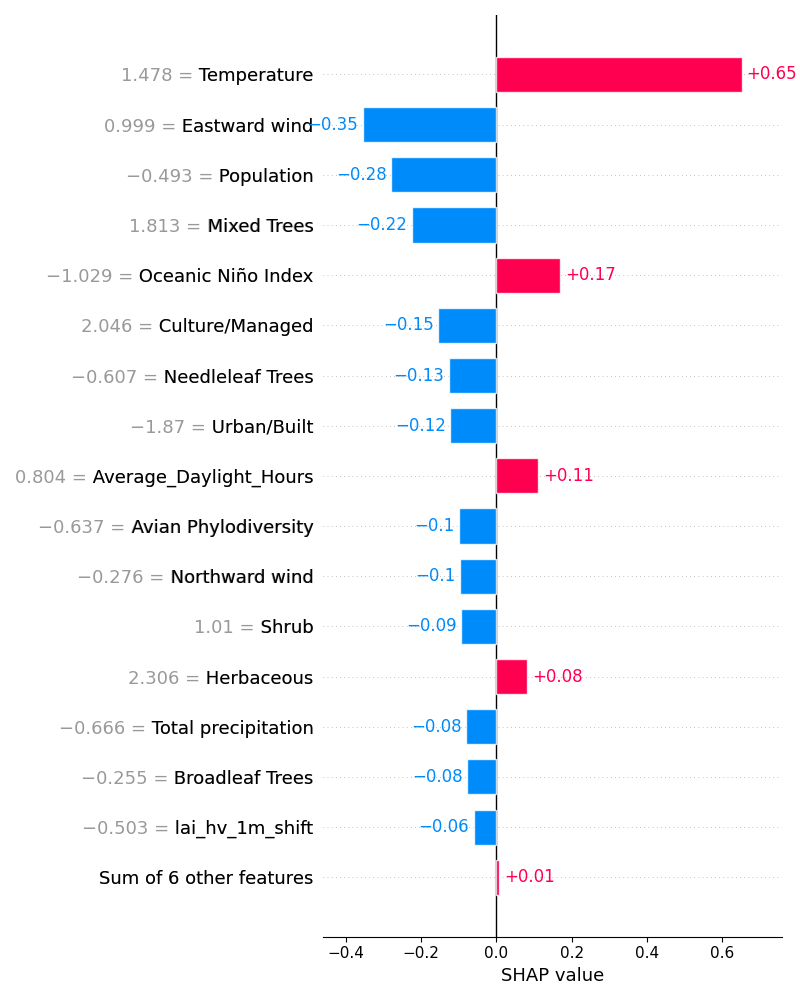 1.478 = Temperature +0.65
0.999 = Eastward wind −0.35
−0.493 = Population −0.28
1.813 = Mixed Trees −0.22
−1.029 = Oceanic Niño Index +0.17
2.046 = Culture/Managed −0.15
−0.607 = Needleleaf Trees −0.13
−1.87 = Urban/Built −0.12
0.804 = Average_Daylight_Hours +0.11
−0.637 = Avian Phylodiversity −0.1
−0.276 = Northward wind −0.1
1.01 = Shrub −0.09
2.306 = Herbaceous +0.08
−0.666 = Total precipitation −0.08
−0.255 = Broadleaf Trees −0.08
−0.503 = lai_hv_1m_shift −0.06
Sum of 6 other features +0.01
−0.4 −0.2 0.0 0.2 0.4 0.6
SHAP value